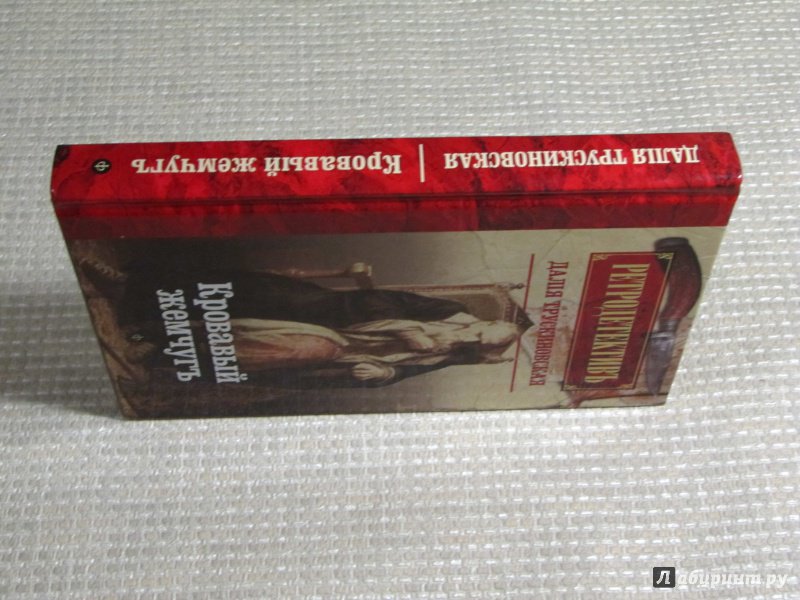 ДАЛИЯ ТРУСКИНОВСКАЯ | Кровавый жемчугъ
РЕТРОДЕТЕКТИВЪ
ДАЛИЯ ТРУСКИНОВСКАЯ
Кровавый
жемчугъ
Лабиринт.ру